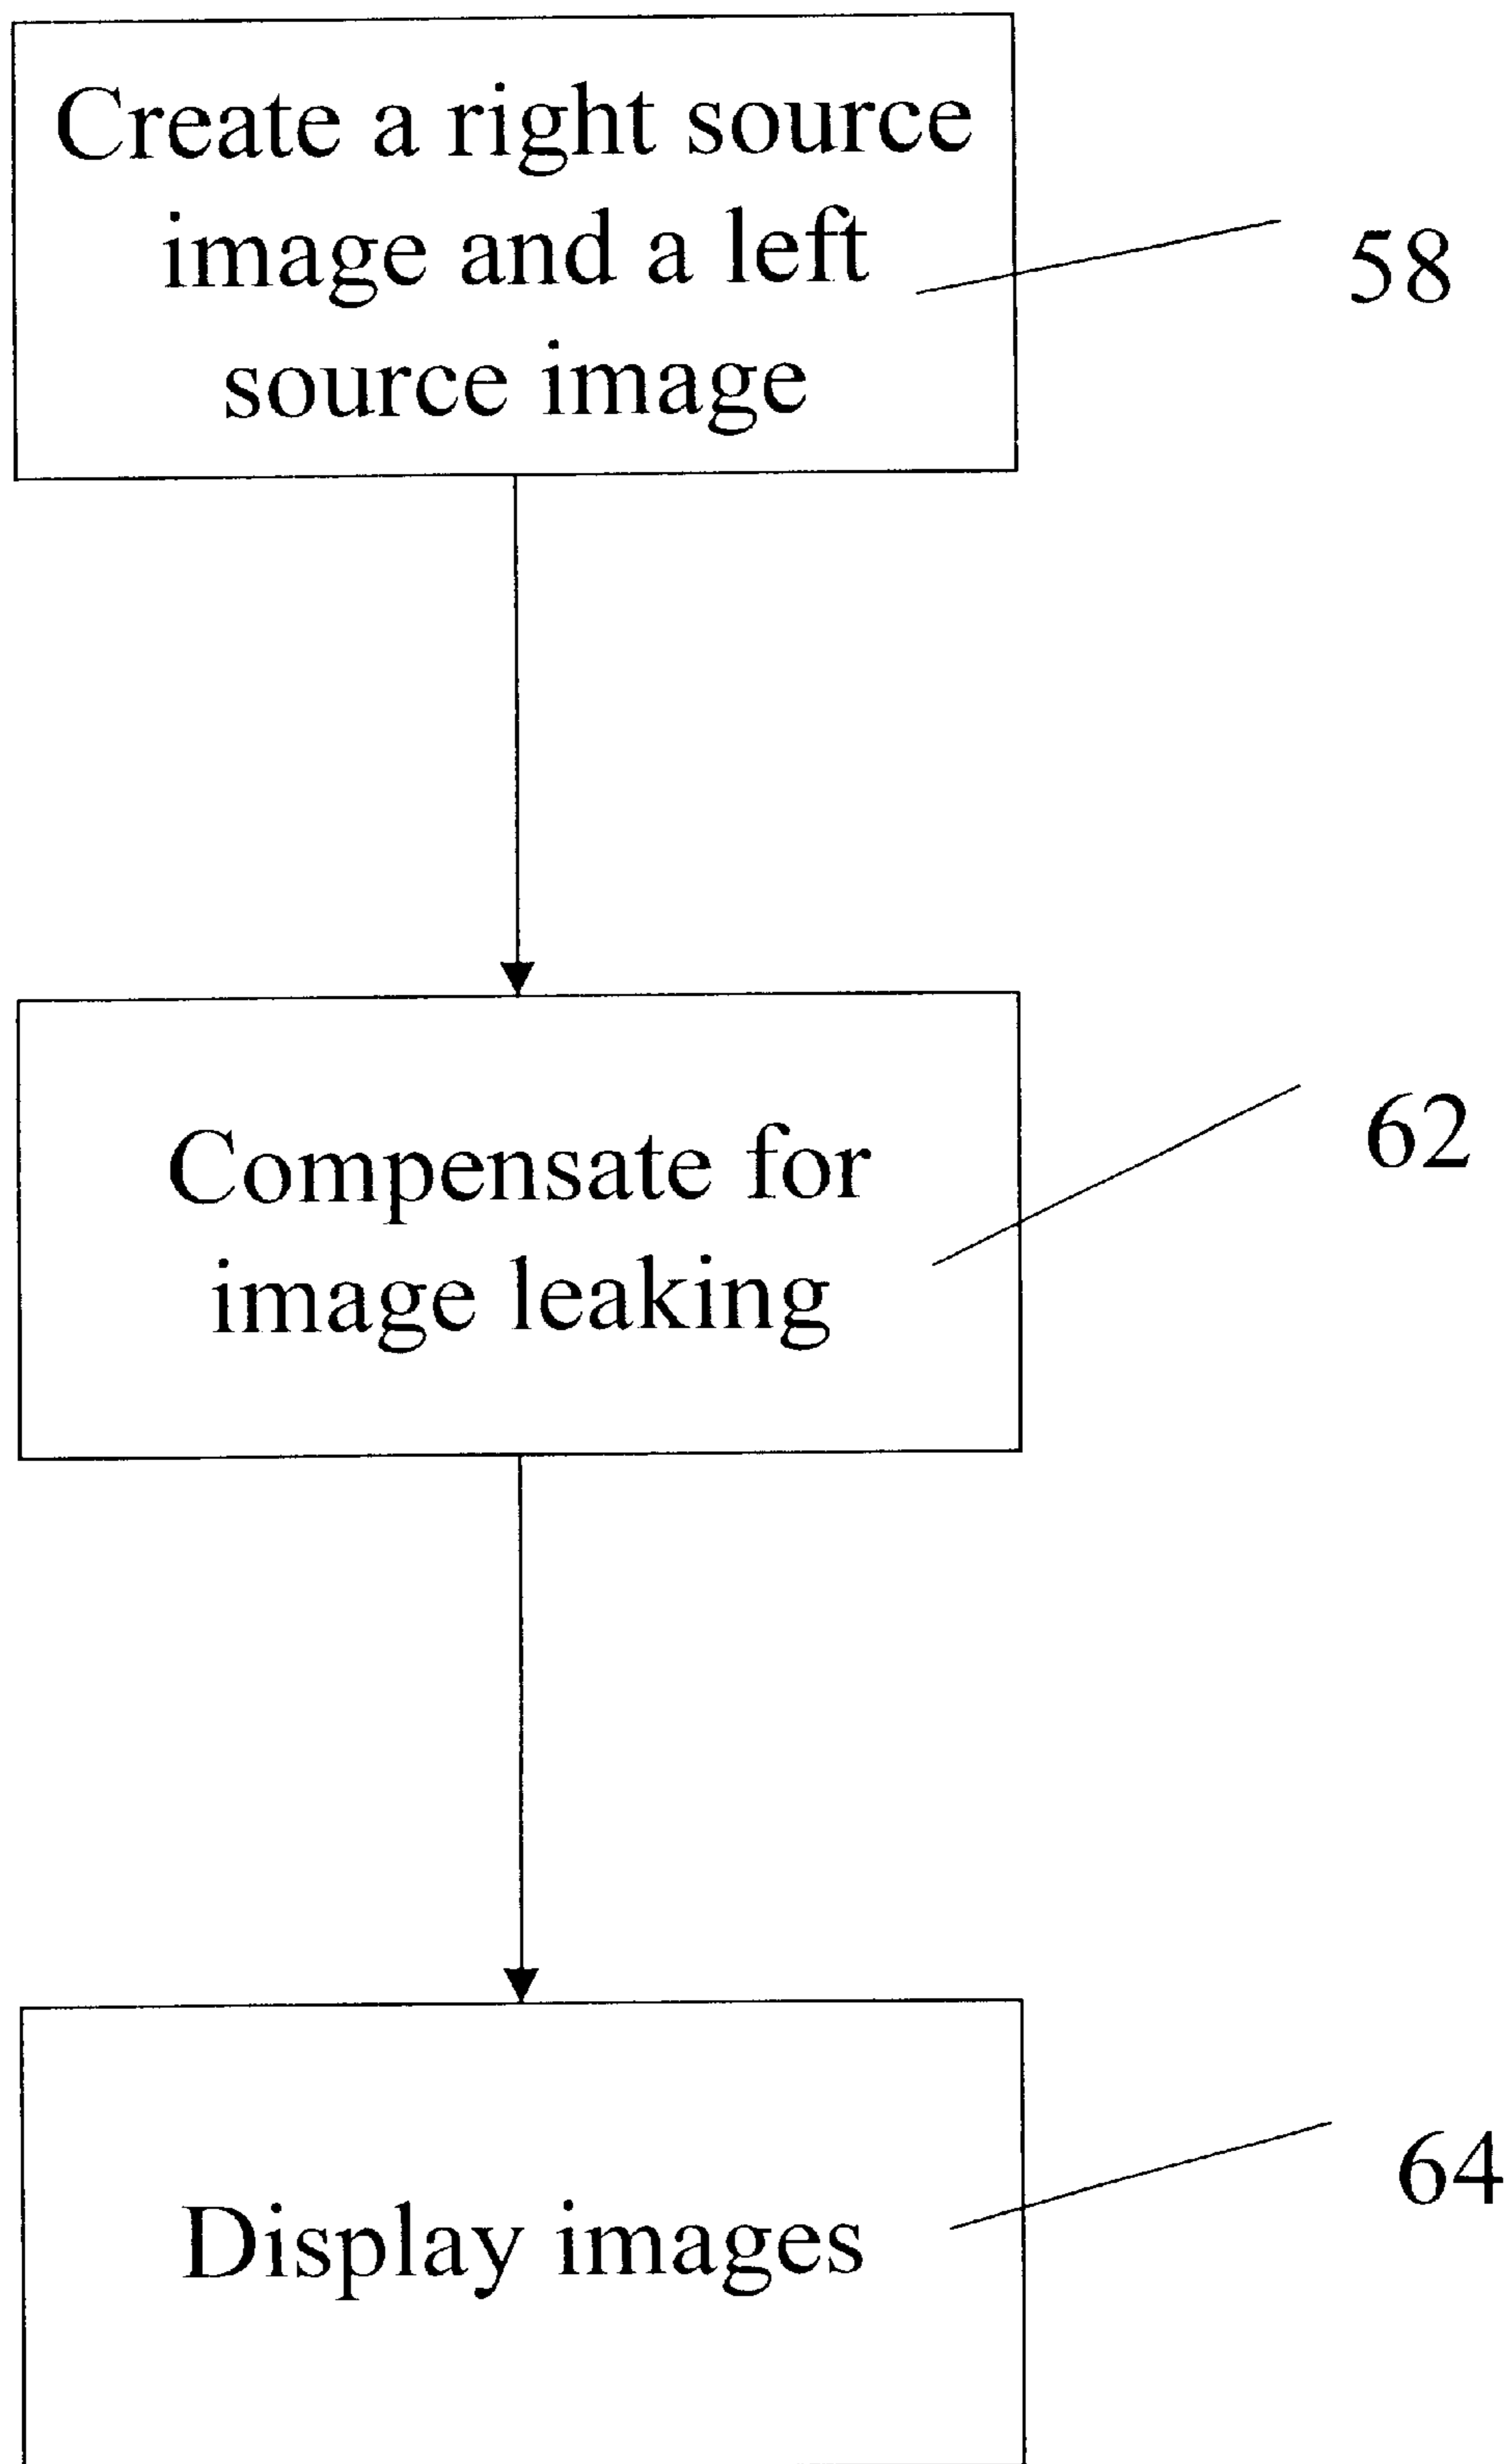 Create a right source
image and a left
source image
58
Compensate for
image leaking
62
Display images
64